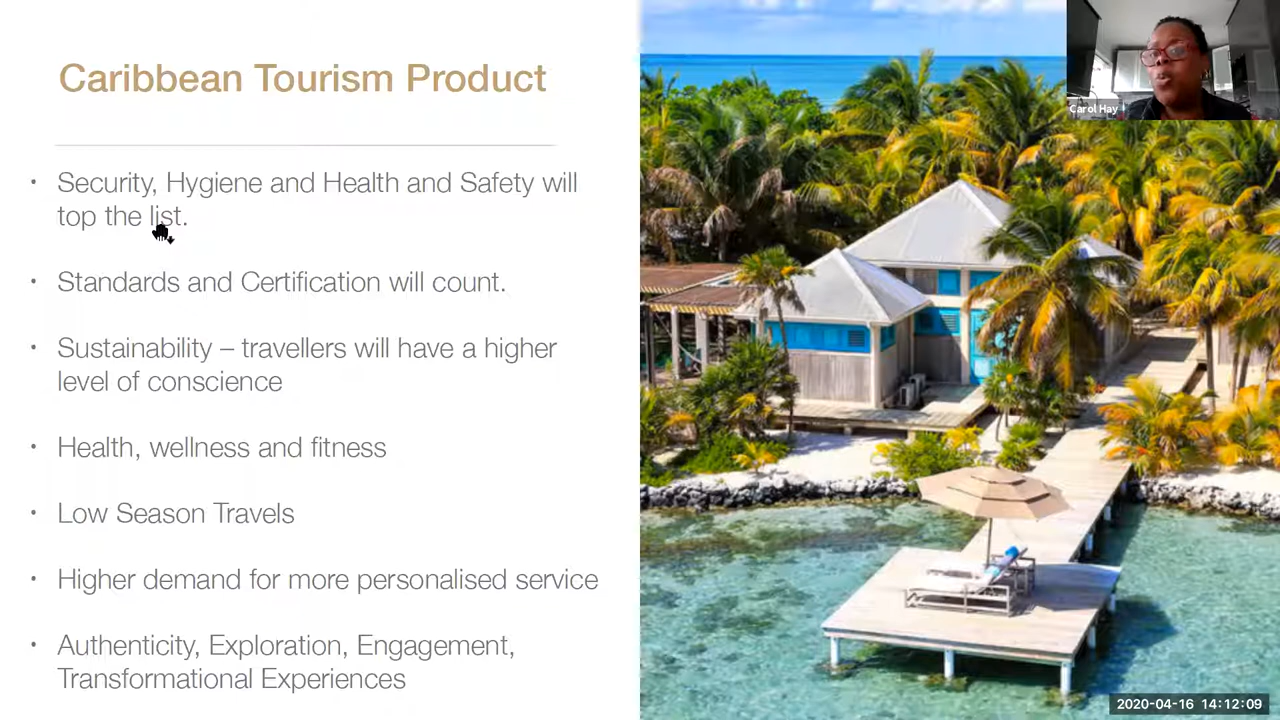 Caribbean Tourism Product
• Security, Hygiene and Health and Safety will
top the list.
• Standards and Certification will count.
• Sustainability – travellers will have a higher
level of conscience
• Health, wellness and fitness
• Low Season Travels
• Higher demand for more personalised service
• Authenticity, Exploration, Engagement,
Transformational Experiences
Carol Hay
2020-04-16 14:12:09